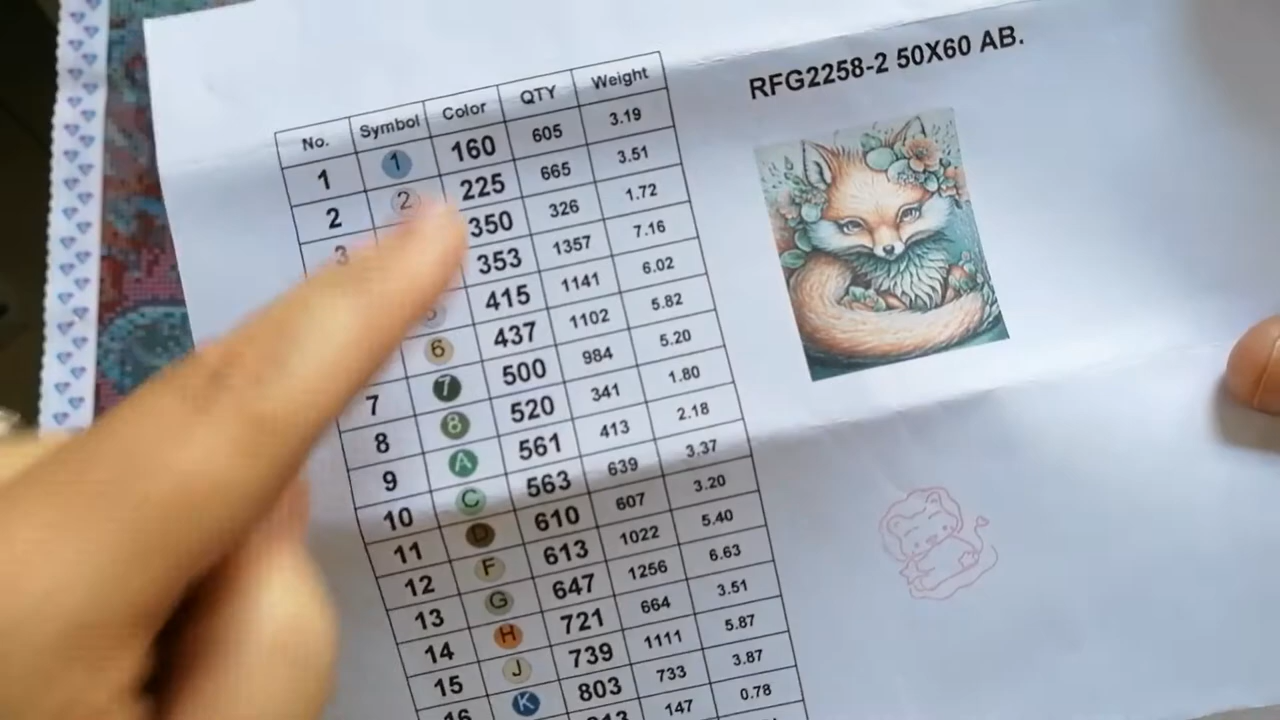 RFG2258-2 50X60 AB.
No. Symbol Color QTY Weight
1 1 160 605 3.19
2 2 225 665 3.51
3 350 326 1.72
353 1357 7.16
5 415 1141 6.02
6 437 1102 5.82
7 7 500 984 5.20
8 8 520 341 1.80
9 A 561 413 2.18
10 C 563 639 3.37
11 D 610 607 3.20
12 F 613 1022 5.40
13 G 647 1256 6.63
14 H 721 664 3.51
15 J 739 1111 5.87
16 K 803 733 3.87
147 0.78